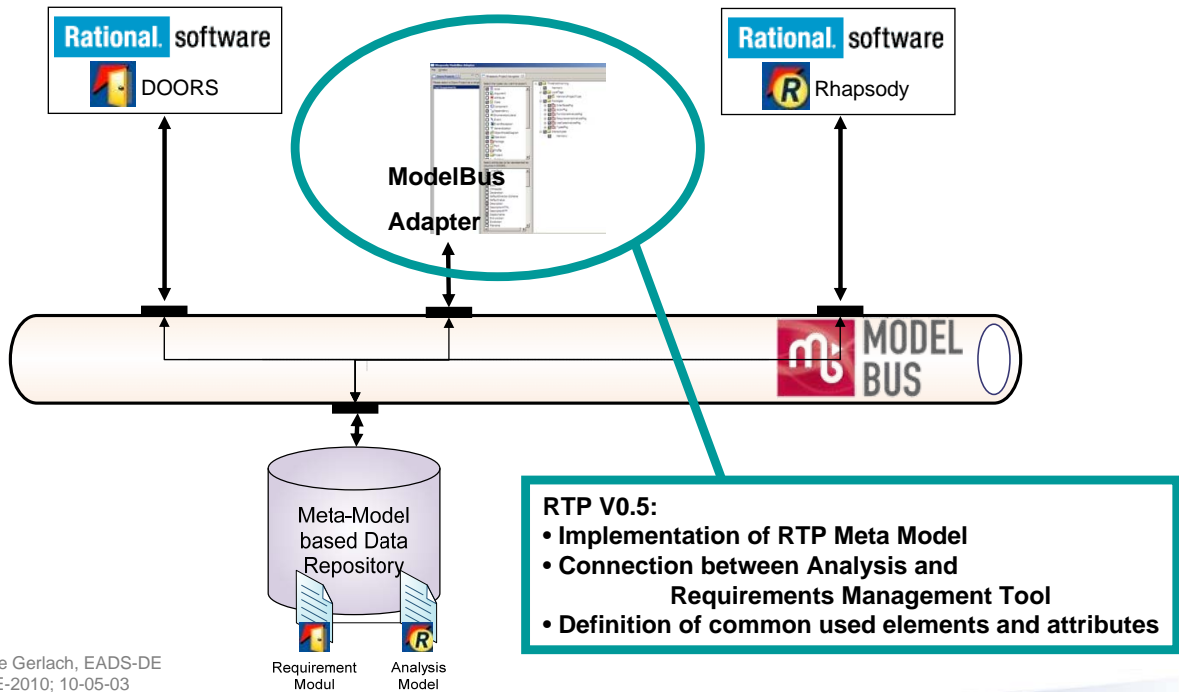 Rational. software
DOORS
Rational. software
Rhapsody
ModelBus
Adapter
MODEL
BUS
Meta-Model
based Data
Repository
Requirement
Modul
Analysis
Model
RTP V0.5:
• Implementation of RTP Meta Model
• Connection between Analysis and
Requirements Management Tool
• Definition of common used elements and attributes
e Gerlach, EADS-DE
E-2010; 10-05-03